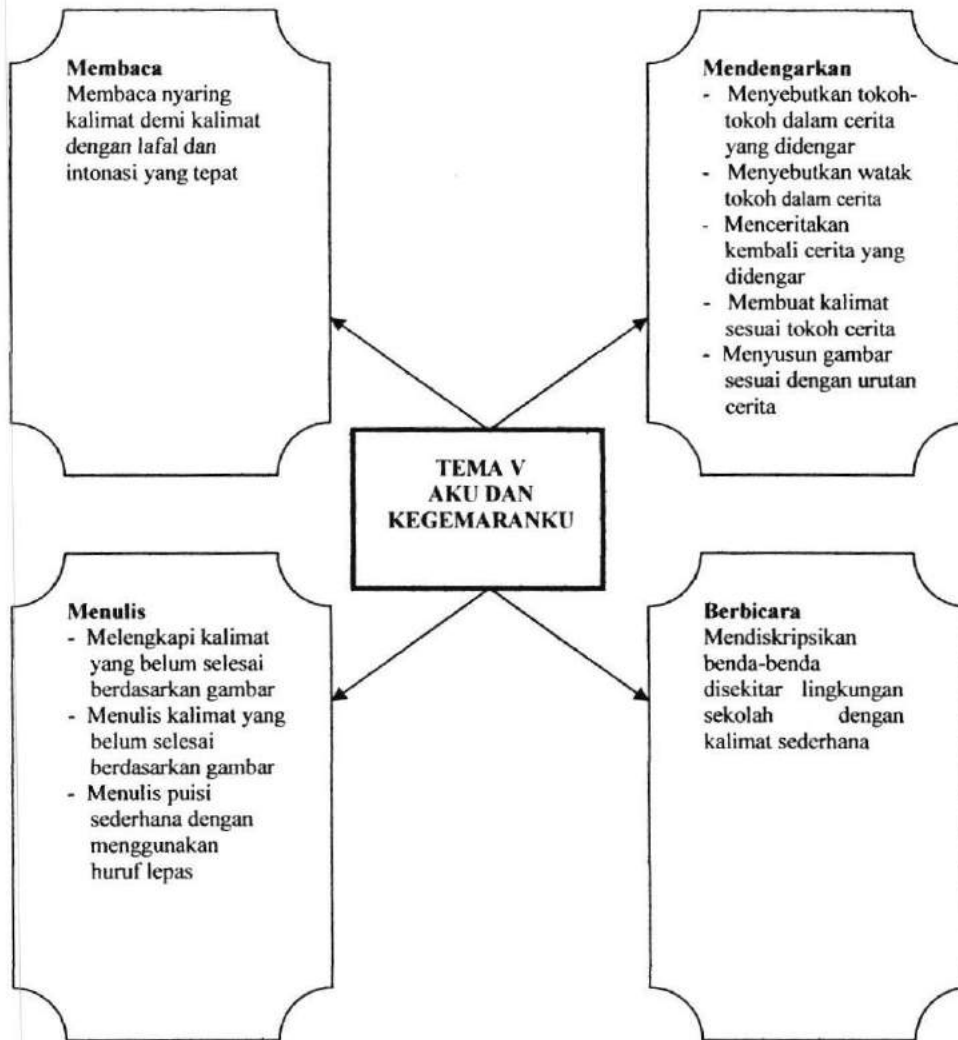 Membaca
Membaca nyaring
kalimat demi kalimat
dengan lafal dan
intonasi yang tepat
Mendengarkan
- Menyebutkan tokoh-
tokoh dalam cerita
yang didengar
- Menyebutkan watak
tokoh dalam cerita
- Menceritakan
kembali cerita yang
didengar
- Membuat kalimat
sesuai tokoh cerita
- Menyusun gambar
sesuai dengan urutan
cerita
TEMA V
AKU DAN
KEGEMARANKU
Menulis
- Melengkapi kalimat
yang belum selesai
berdasarkan gambar
- Menulis kalimat yang
belum selesai
berdasarkan gambar
- Menulis puisi
sederhana dengan
menggunakan
huruf lepas
Berbicara
Mendiskripsikan
benda-benda
disekitar lingkungan
sekolah dengan
kalimat sederhana